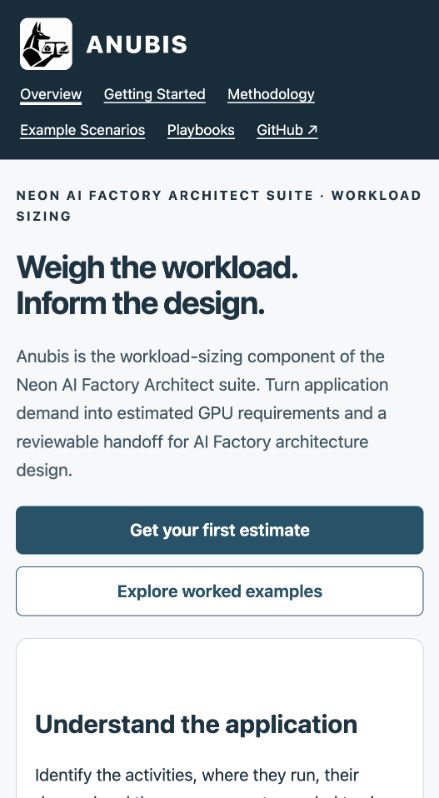 ANUBIS
Overview Getting Started Methodology
Example Scenarios Playbooks GitHub ↗
NEON AI FACTORY ARCHITECT SUITE · WORKLOAD
SIZING
Weigh the workload.
Inform the design.
Anubis is the workload-sizing component of the
Neon AI Factory Architect suite. Turn application
demand into estimated GPU requirements and a
reviewable handoff for AI Factory architecture
design.
Get your first estimate
Explore worked examples
Understand the application
Identify the activities, where they run, their